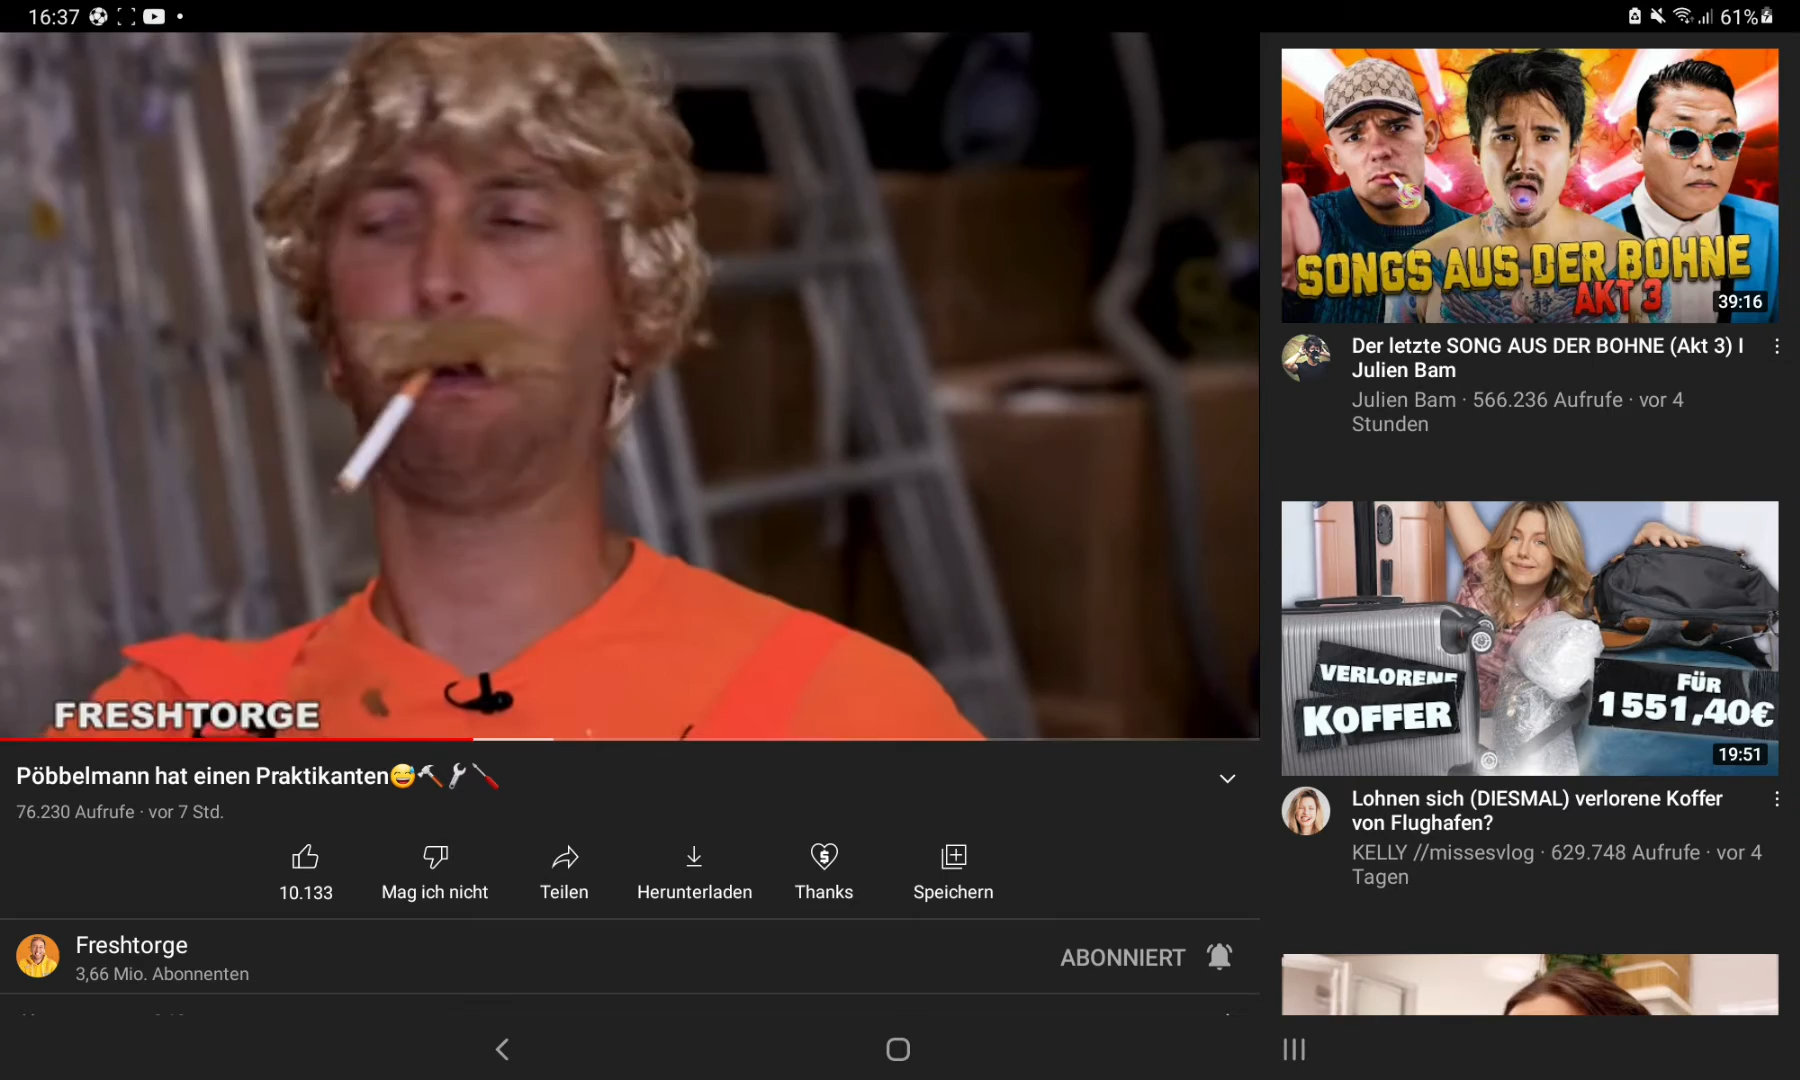 16:37
61%
FRESHTORGE
Pöbbelmann hat einen Praktikanten😅🔨🔧🪛
76.230 Aufrufe · vor 7 Std.
10.133
Mag ich nicht
Teilen
Herunterladen
Thanks
Speichern
Freshtorge
3,66 Mio. Abonnenten
ABONNIERT
SONGS AUS DER BOHNE
AKT 3
39:16
Der letzte SONG AUS DER BOHNE (Akt 3) I
Julien Bam
Julien Bam · 566.236 Aufrufe · vor 4
Stunden
VERLORENE
KOFFER
FÜR
1551,40€
19:51
Lohnen sich (DIESMAL) verlorene Koffer
von Flughafen?
KELLY //missesvlog · 629.748 Aufrufe · vor 4
Tagen